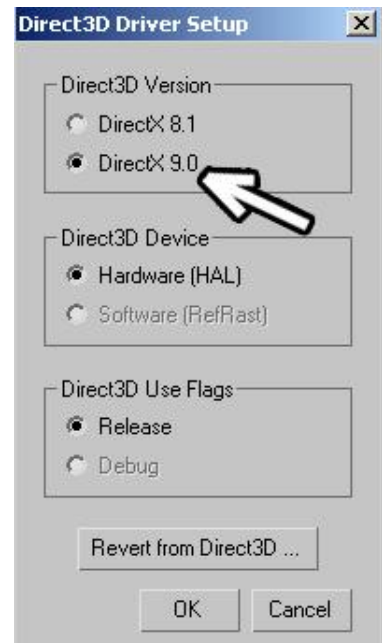 Direct3D Driver Setup
Direct3D Version
DirectX 8.1
DirectX 9.0
Direct3D Device
Hardware (HAL)
Software (RefRast)
Direct3D Use Flags
Release
Debug
Revert from Direct3D ...
OK Cancel